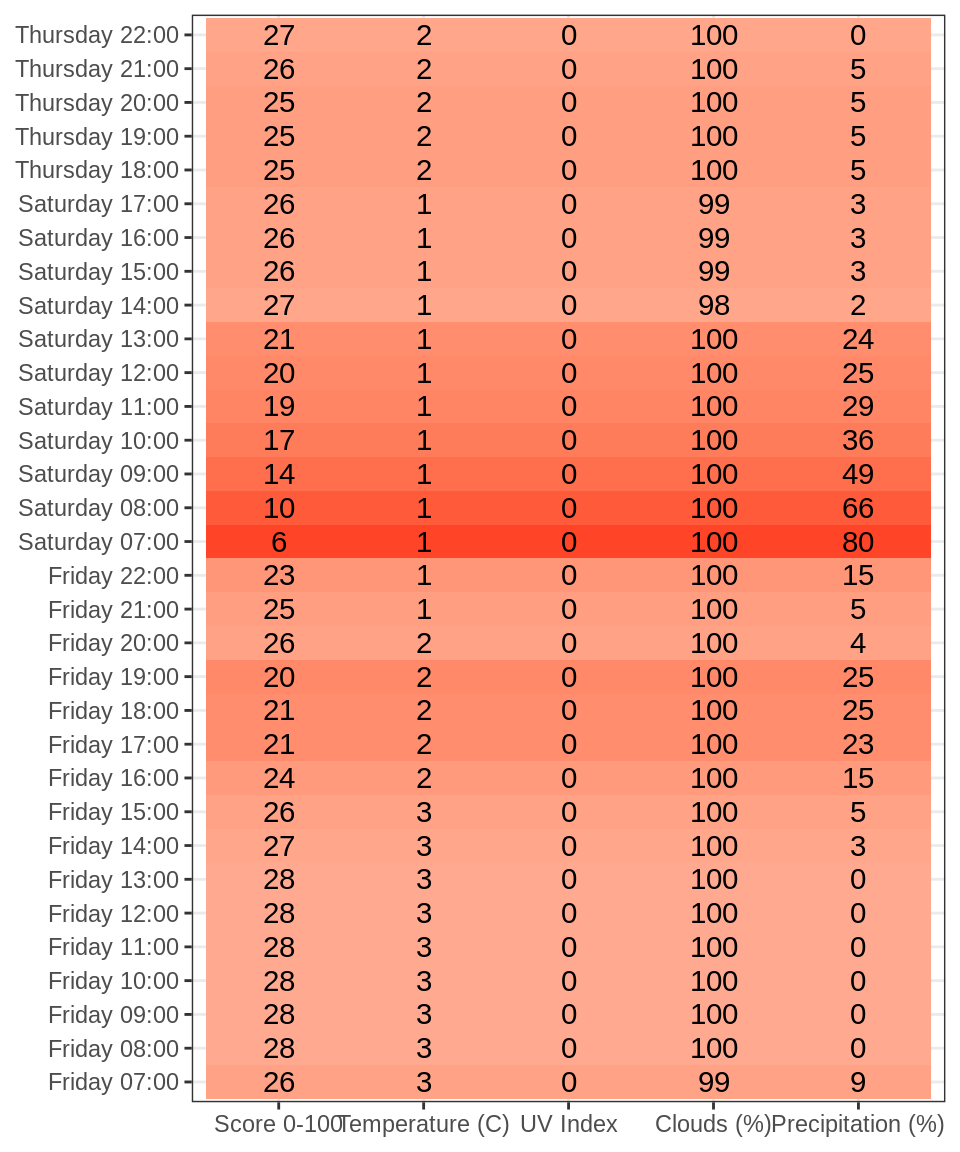 Thursday 22:00 27 2 0 100 0
Thursday 21:00 26 2 0 100 5
Thursday 20:00 25 2 0 100 5
Thursday 19:00 25 2 0 100 5
Thursday 18:00 25 2 0 100 5
Saturday 17:00 26 1 0 99 3
Saturday 16:00 26 1 0 99 3
Saturday 15:00 26 1 0 99 3
Saturday 14:00 27 1 0 98 2
Saturday 13:00 21 1 0 100 24
Saturday 12:00 20 1 0 100 25
Saturday 11:00 19 1 0 100 29
Saturday 10:00 17 1 0 100 36
Saturday 09:00 14 1 0 100 49
Saturday 08:00 10 1 0 100 66
Saturday 07:00 6 1 0 100 80
Friday 22:00 23 1 0 100 15
Friday 21:00 25 1 0 100 5
Friday 20:00 26 2 0 100 4
Friday 19:00 20 2 0 100 25
Friday 18:00 21 2 0 100 25
Friday 17:00 21 2 0 100 23
Friday 16:00 24 2 0 100 15
Friday 15:00 26 3 0 100 5
Friday 14:00 27 3 0 100 3
Friday 13:00 28 3 0 100 0
Friday 12:00 28 3 0 100 0
Friday 11:00 28 3 0 100 0
Friday 10:00 28 3 0 100 0
Friday 09:00 28 3 0 100 0
Friday 08:00 28 3 0 100 0
Friday 07:00 26 3 0 99 9
Score 0-100 Temperature (C) UV Index Clouds (%) Precipitation (%)